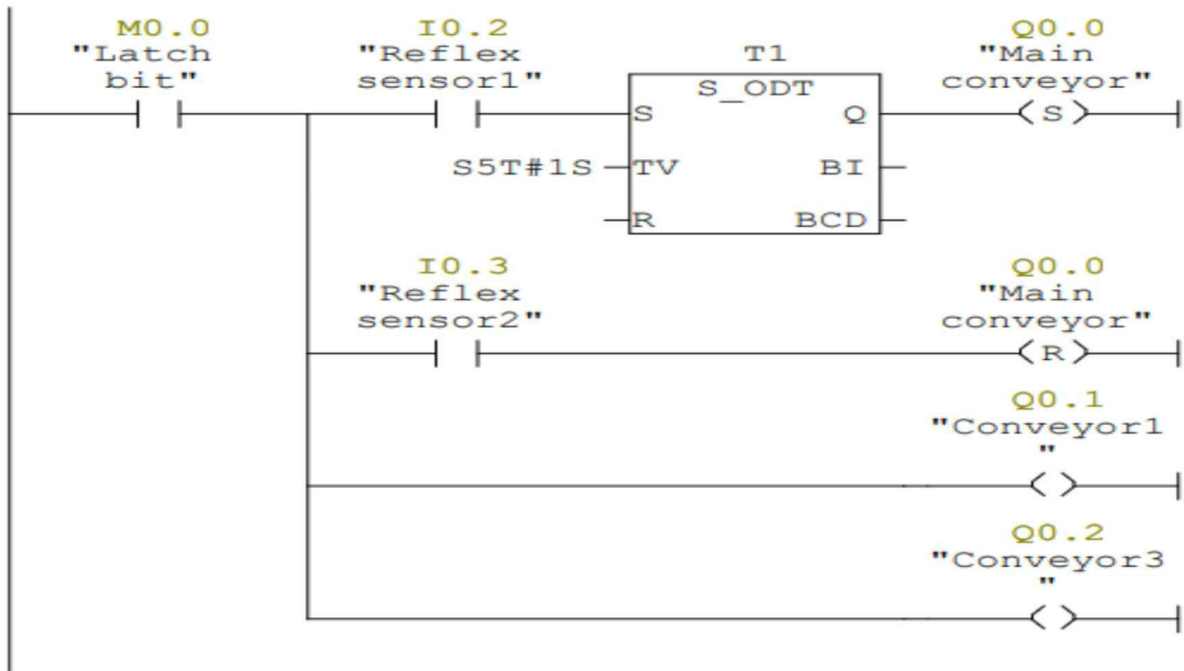 M0.0
"Latch
bit"
I0.2
"Reflex
sensor1"
T1
Q0.0
"Main
conveyor"
S_ODT
S
Q
S
S5T#1S
TV
BI
R
BCD
I0.3
"Reflex
sensor2"
Q0.0
"Main
conveyor"
R
Q0.1
"Conveyor1
"
Q0.2
"Conveyor3
"